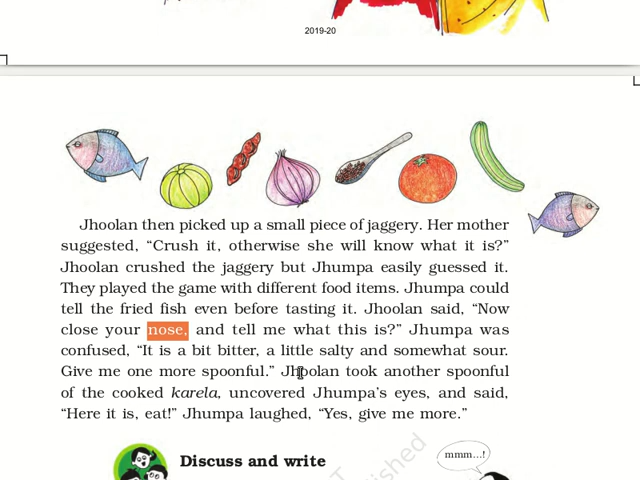 2019-20
Jhoolan then picked up a small piece of jaggery. Her mother
suggested, “Crush it, otherwise she will know what it is?”
Jhoolan crushed the jaggery but Jhumpa easily guessed it.
They played the game with different food items. Jhumpa could
tell the fried fish even before tasting it. Jhoolan said, “Now
close your nose, and tell me what this is?” Jhumpa was
confused, “It is a bit bitter, a little salty and somewhat sour.
Give me one more spoonful.” Jhoolan took another spoonful
of the cooked karela, uncovered Jhumpa’s eyes, and said,
“Here it is, eat!” Jhumpa laughed, “Yes, give me more.”
Discuss and write
mmm...!